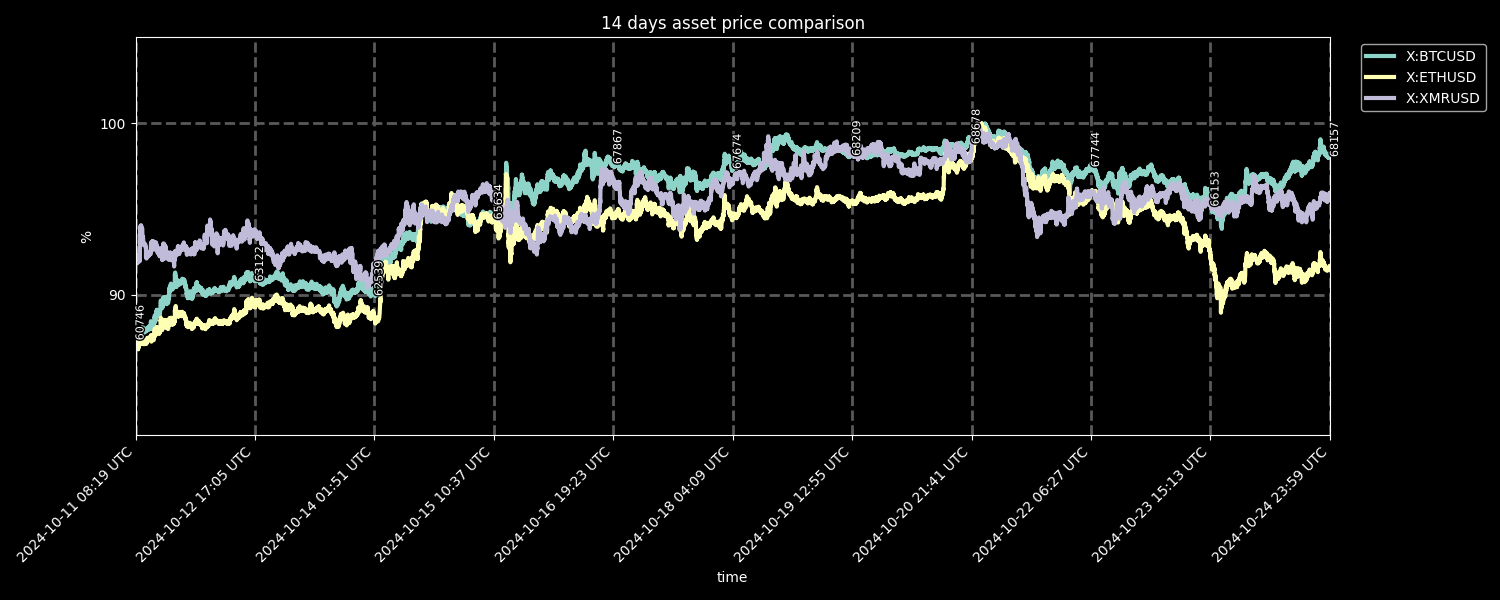 14 days asset price comparison
X:BTCUSD
X:ETHUSD
X:XMRUSD
100
90
%
60746
63122
62539
65634
67867
67674
68209
68678
67744
66153
68157
2024-10-11 08:19 UTC
2024-10-12 17:05 UTC
2024-10-14 01:51 UTC
2024-10-15 10:37 UTC
2024-10-16 19:23 UTC
2024-10-18 04:09 UTC
2024-10-19 12:55 UTC
2024-10-20 21:41 UTC
2024-10-22 06:27 UTC
2024-10-23 15:13 UTC
2024-10-24 23:59 UTC
time